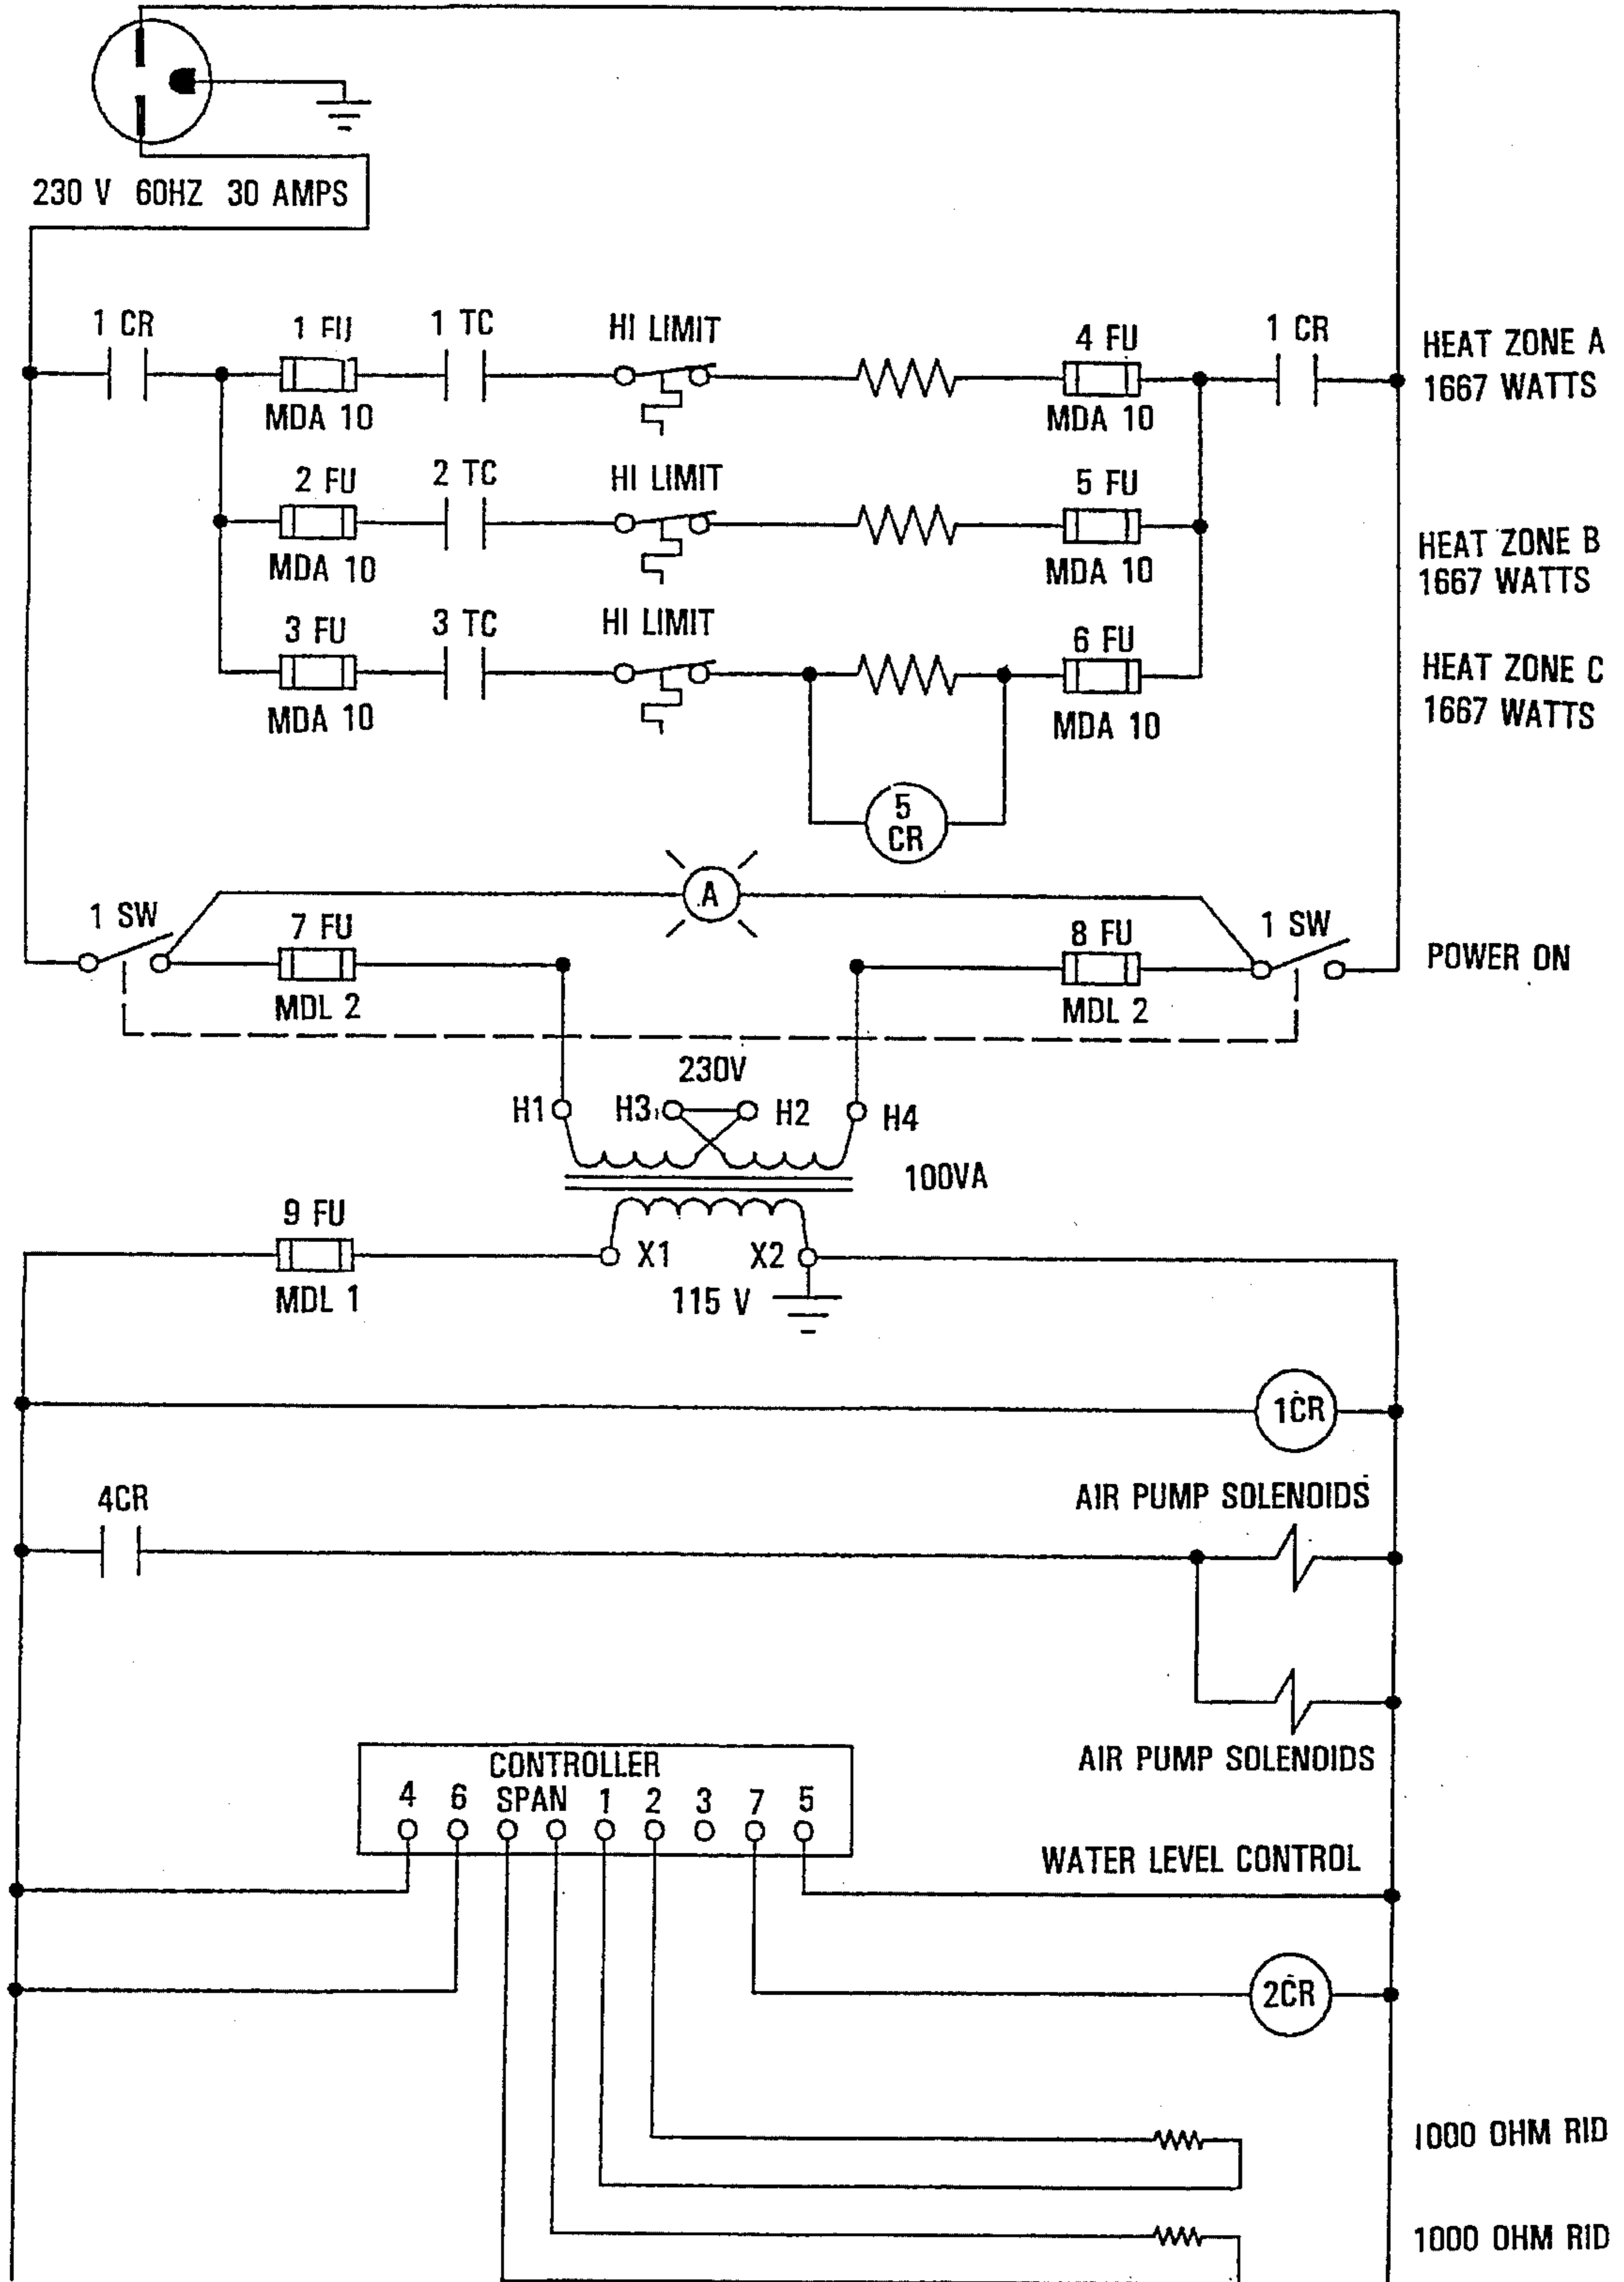 230 V 60HZ 30 AMPS
1 CR
1 FU
1 TC
HI LIMIT
4 FU
1 CR
HEAT ZONE A
1667 WATTS
MDA 10
MDA 10
2 FU
2 TC
HI LIMIT
5 FU
HEAT ZONE B
1667 WATTS
MDA 10
MDA 10
3 FU
3 TC
HI LIMIT
6 FU
HEAT ZONE C
1667 WATTS
MDA 10
MDA 10
5
CR
A
1 SW
7 FU
8 FU
1 SW
POWER ON
MDL 2
MDL 2
230V
H1
H3
H2
H4
100VA
9 FU
X1
X2
MDL 1
115 V
1CR
4CR
AIR PUMP SOLENOIDS
AIR PUMP SOLENOIDS
CONTROLLER
4 6 SPAN 1 2 3 7 5
WATER LEVEL CONTROL
2CR
1000 OHM RID
1000 OHM RID